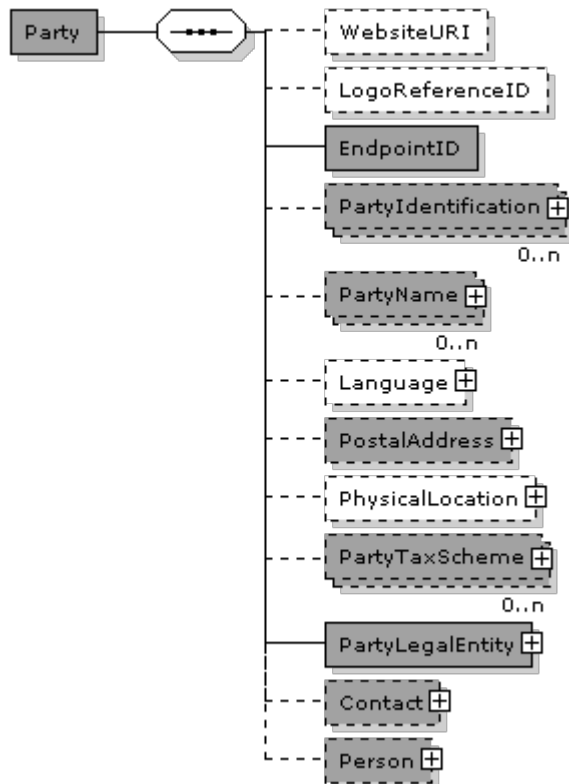 Party
WebsiteURI
LogoReferenceID
EndpointID
PartyIdentification
0..n
PartyName
0..n
Language
PostalAddress
PhysicalLocation
PartyTaxScheme
0..n
PartyLegalEntity
Contact
Person